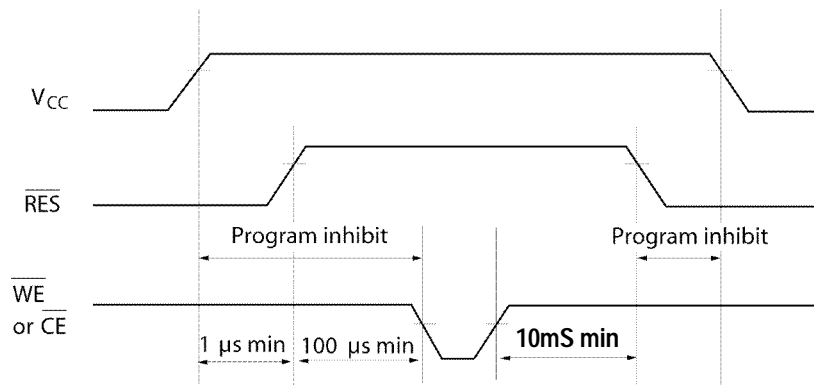 VCC
RES
Program inhibit
Program inhibit
WE
or CE
1 µs min
100 µs min
10mS min